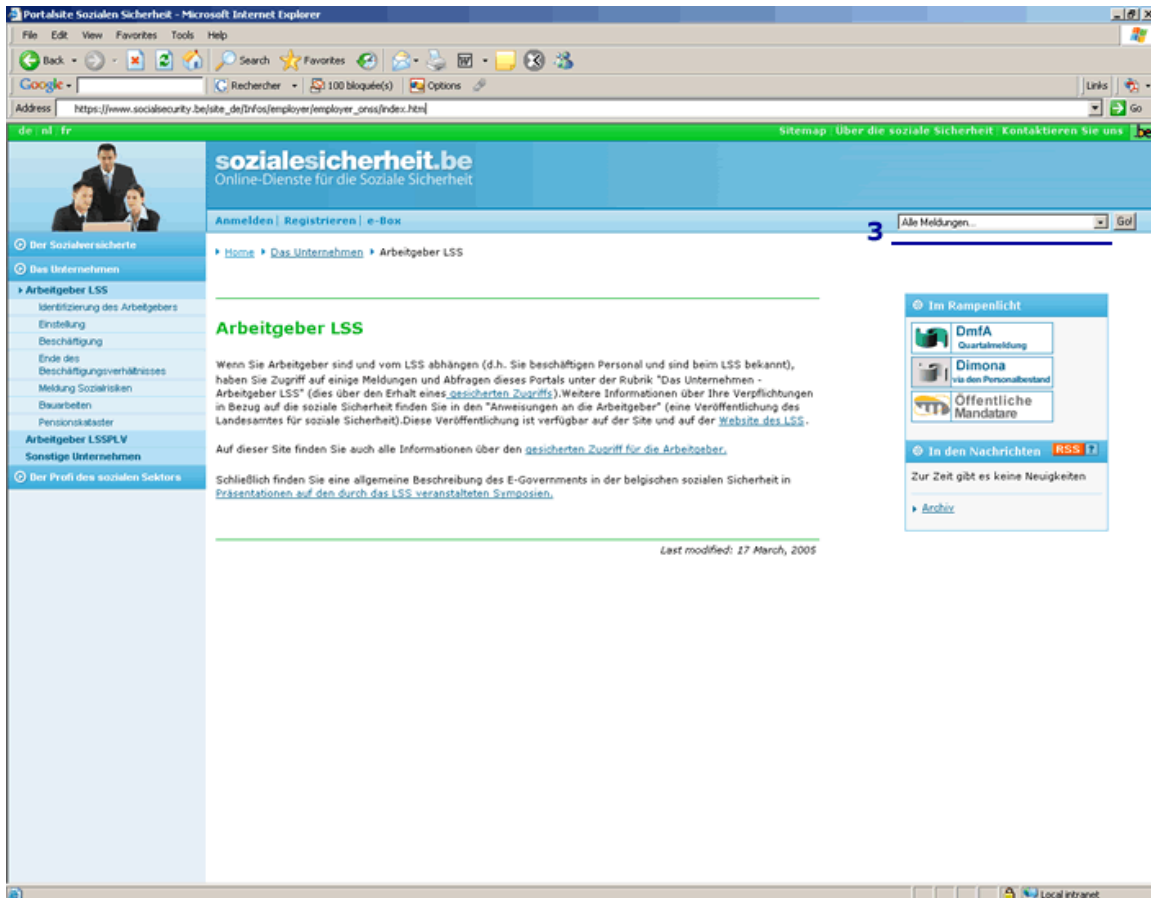 Portalsite Sozialen Sicherheit - Microsoft Internet Explorer
File Edit View Favorites Tools Help
Back Search Favorites
Google Rechercher 100 bloquée(s) Options Links
Address https://www.socialsecurity.be/site_de/Infos/employer/employer_onss/index.htm Go
de | nl | fr Sitemap | Über die soziale Sicherheit | Kontaktieren Sie uns .be
sozialesicherheit.be
Online-Dienste für die Soziale Sicherheit
Anmelden | Registrieren | e-Box
3 Alle Meldungen... Go!
Der Sozialversicherte
Das Unternehmen
Arbeitgeber LSS
Identifizierung des Arbeitgebers
Einstellung
Beschäftigung
Ende des
Beschäftigungsverhältnisses
Meldung Sozialrisiken
Bauarbeiten
Pensionskataster
Arbeitgeber LSSPLV
Sonstige Unternehmen
Der Profi des sozialen Sektors
Home Das Unternehmen Arbeitgeber LSS
Arbeitgeber LSS
Wenn Sie Arbeitgeber sind und vom LSS abhängen (d.h. Sie beschäftigen Personal und sind beim LSS bekannt),
haben Sie Zugriff auf einige Meldungen und Abfragen dieses Portals unter der Rubrik "Das Unternehmen -
Arbeitgeber LSS" (dies über den Erhalt eines gesicherten Zugriffs).Weitere Informationen über Ihre Verpflichtungen
in Bezug auf die soziale Sicherheit finden Sie in den "Anweisungen an die Arbeitgeber" (eine Veröffentlichung des
Landesamtes für soziale Sicherheit).Diese Veröffentlichung ist verfügbar auf der Site und auf der Website des LSS.
Auf dieser Site finden Sie auch alle Informationen über den gesicherten Zugriff für die Arbeitgeber.
Schließlich finden Sie eine allgemeine Beschreibung des E-Governments in der belgischen sozialen Sicherheit in
Präsentationen auf den durch das LSS veranstalteten Symposien.
Last modified: 17 March, 2005
Im Rampenlicht
DmfA
Quartalmeldung
Dimona
via den Personalbestand
Öffentliche
Mandatare
In den Nachrichten RSS ?
Zur Zeit gibt es keine Neuigkeiten
Archiv
Local intranet